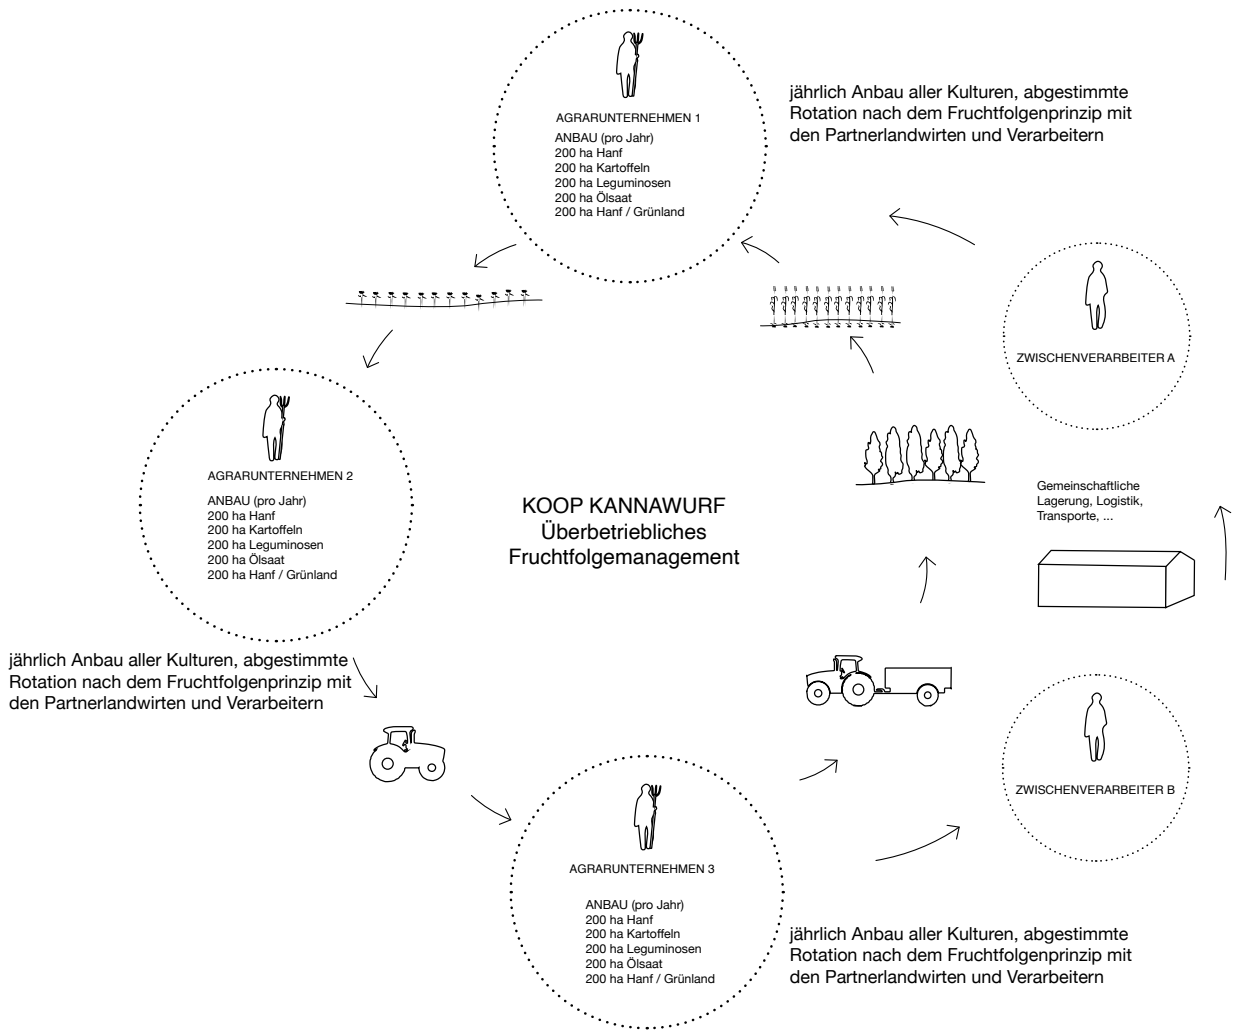 AGRARUNTERNEHMEN 1
ANBAU (pro Jahr)
200 ha Hanf
200 ha Kartoffeln
200 ha Leguminosen
200 ha Ölsaat
200 ha Hanf / Grünland
jährlich Anbau aller Kulturen, abgestimmte
Rotation nach dem Fruchtfolgenprinzip mit
den Partnerlandwirten und Verarbeitern
ZWISCHENVERARBEITER A
AGRARUNTERNEHMEN 2
ANBAU (pro Jahr)
200 ha Hanf
200 ha Kartoffeln
200 ha Leguminosen
200 ha Ölsaat
200 ha Hanf / Grünland
KOOP KANNAWURF
Überbetriebliches
Fruchtfolgemanagement
Gemeinschaftliche
Lagerung, Logistik,
Transporte, ...
jährlich Anbau aller Kulturen, abgestimmte
Rotation nach dem Fruchtfolgenprinzip mit
den Partnerlandwirten und Verarbeitern
ZWISCHENVERARBEITER B
AGRARUNTERNEHMEN 3
ANBAU (pro Jahr)
200 ha Hanf
200 ha Kartoffeln
200 ha Leguminosen
200 ha Ölsaat
200 ha Hanf / Grünland
jährlich Anbau aller Kulturen, abgestimmte
Rotation nach dem Fruchtfolgenprinzip mit
den Partnerlandwirten und Verarbeitern